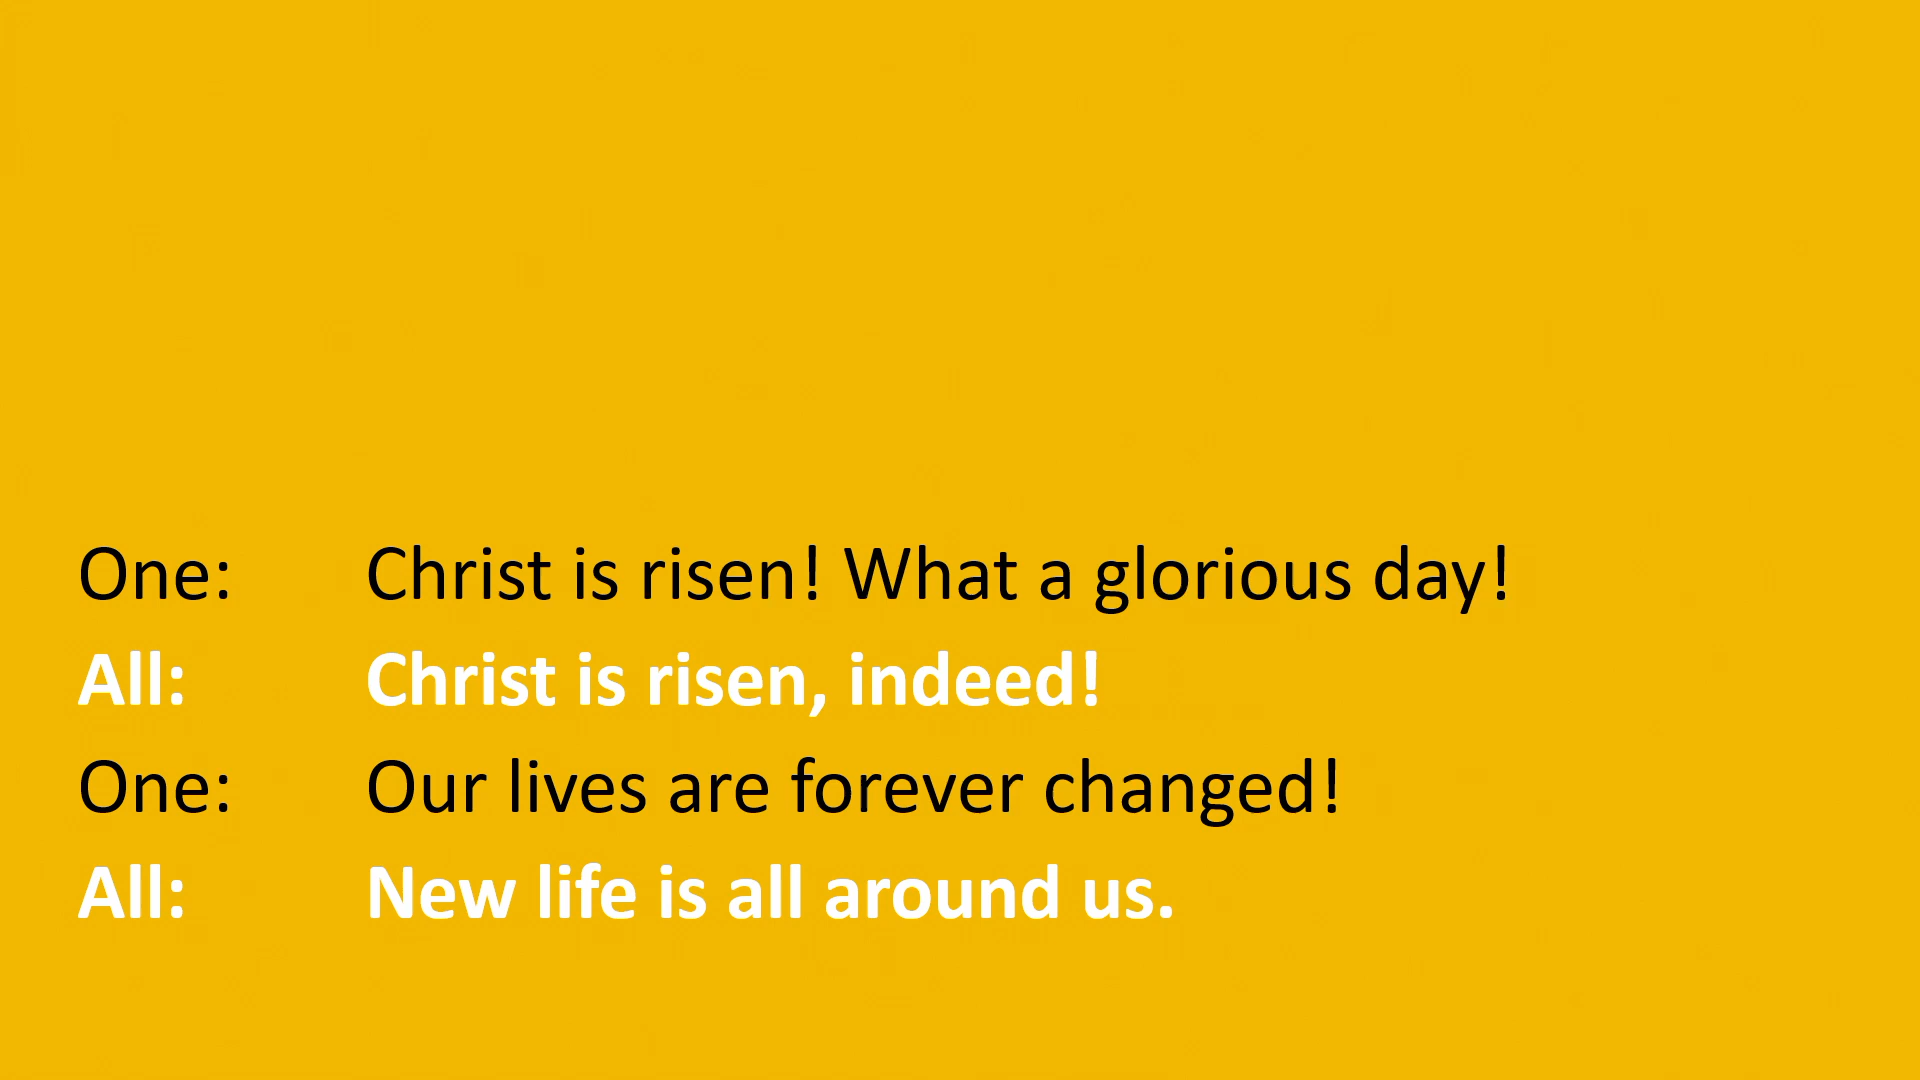 One: Christ is risen! What a glorious day!
All: Christ is risen, indeed!
One: Our lives are forever changed!
All: New life is all around us.